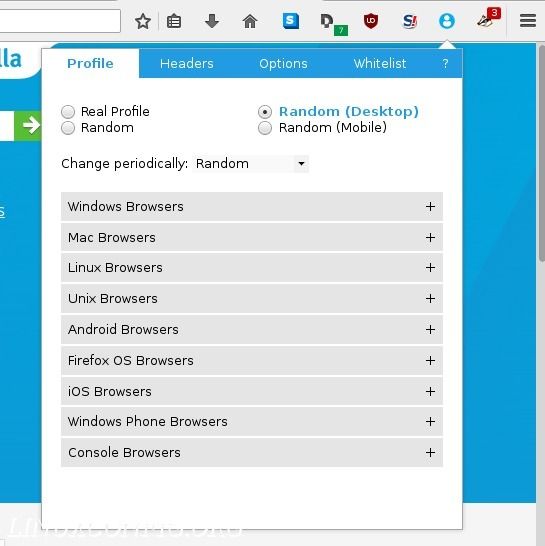 7
3
S
lla
Profile Headers Options Whitelist ?
Real Profile Random (Desktop)
Random Random (Mobile)
Change periodically: Random
s
Windows Browsers +
Mac Browsers +
Linux Browsers +
Unix Browsers +
Android Browsers +
Firefox OS Browsers +
iOS Browsers +
Windows Phone Browsers +
Console Browsers +